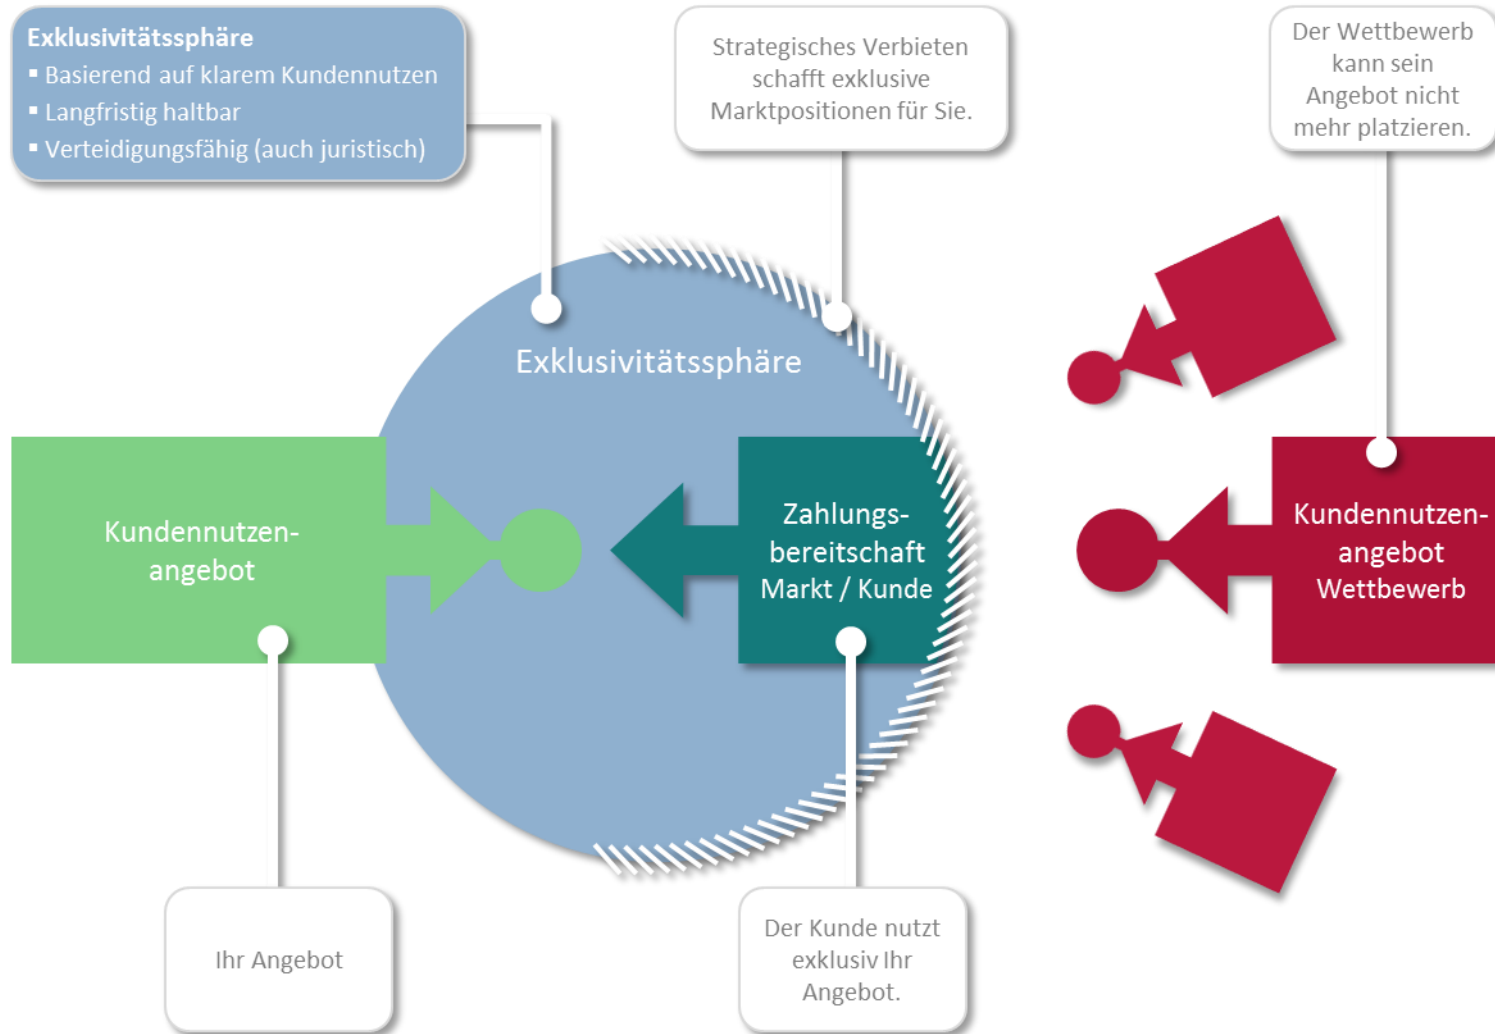 Exklusivitätssphäre
▪ Basierend auf klarem Kundennutzen
▪ Langfristig haltbar
▪ Verteidigungsfähig (auch juristisch)
Strategisches Verbieten
schafft exklusive
Marktpositionen für Sie.
Der Wettbewerb
kann sein
Angebot nicht
mehr platzieren.
Exklusivitätssphäre
Kundennutzen-
angebot
Zahlungs-
bereitschaft
Markt / Kunde
Kundennutzen-
angebot
Wettbewerb
Ihr Angebot
Der Kunde nutzt
exklusiv Ihr
Angebot.